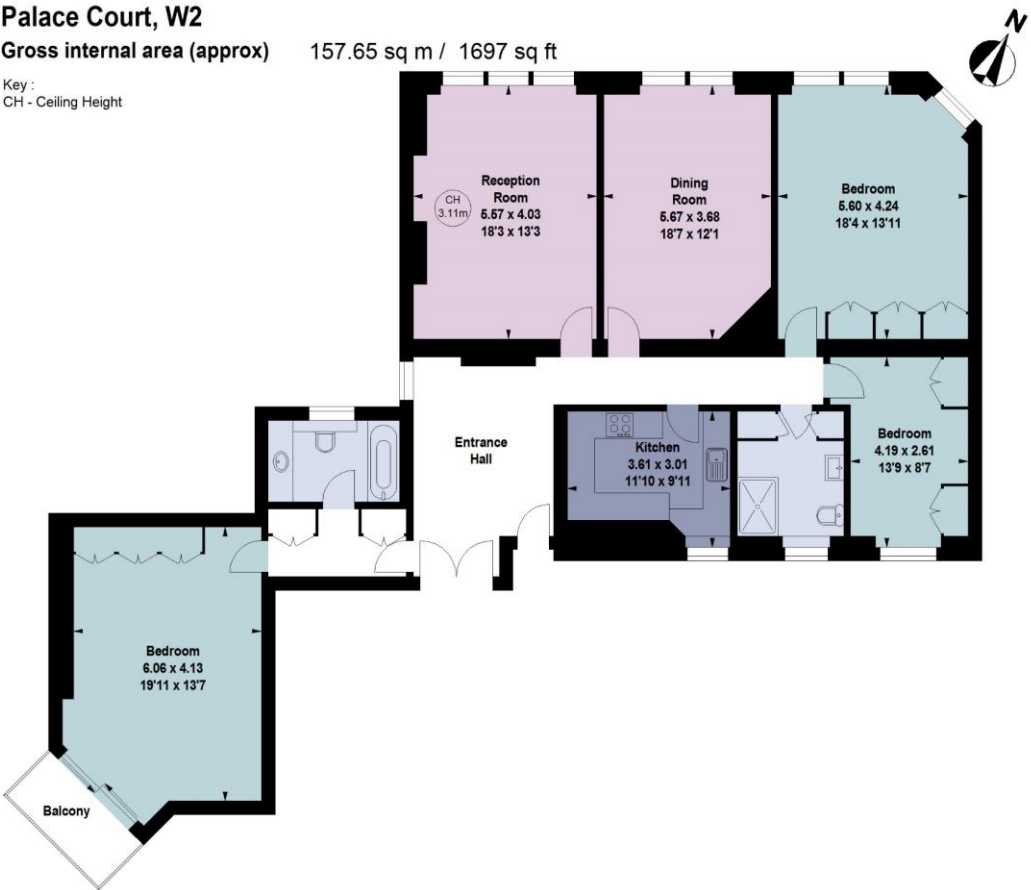 Palace Court, W2
Gross internal area (approx) 157.65 sq m / 1697 sq ft
Key :
CH - Ceiling Height
N
Reception
Room
5.57 x 4.03
18'3 x 13'3
CH
3.11m
Dining
Room
5.67 x 3.68
18'7 x 12'1
Bedroom
5.60 x 4.24
18'4 x 13'11
Entrance
Hall
Kitchen
3.61 x 3.01
11'10 x 9'11
Bedroom
4.19 x 2.61
13'9 x 8'7
Bedroom
6.06 x 4.13
19'11 x 13'7
Balcony